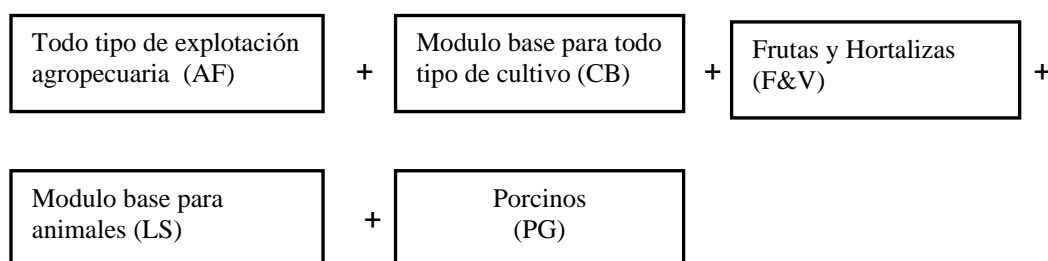 Todo tipo de explotación
agropecuaria (AF)
+
Modulo base para todo
tipo de cultivo (CB)
+
Frutas y Hortalizas
(F&V)
+
Modulo base para
animales (LS)
+
Porcinos
(PG)